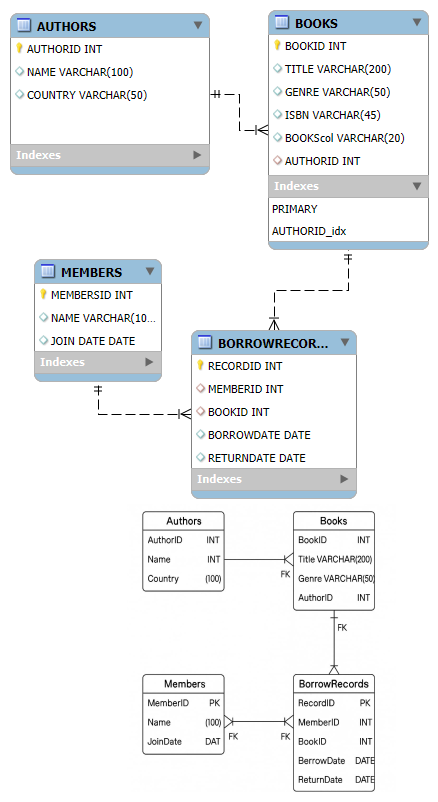 AUTHORS
AUTHORID INT
NAME VARCHAR(100)
COUNTRY VARCHAR(50)
Indexes
BOOKS
BOOKID INT
TITLE VARCHAR(200)
GENRE VARCHAR(50)
ISBN VARCHAR(45)
BOOKScol VARCHAR(20)
AUTHORID INT
Indexes
PRIMARY
AUTHORID_idx
MEMBERS
MEMBERSID INT
NAME VARCHAR(10...
JOIN DATE DATE
Indexes
BORROWRECOR...
RECORDID INT
MEMBERID INT
BOOKID INT
BORROWDATE DATE
RETURNDATE DATE
Indexes
Authors
AuthorID INT
Name INT
Country (100)
FK
Books
BookID INT
Title VARCHAR(200)
Genre VARCHAR(50)
AuthorID INT
FK
Members
MemberID PK
Name (100)
JoinDate DAT
FK
FK
BorrowRecords
RecordID PK
MemberID INT
BookID INT
BerrowDate DATE
ReturnDate DATE